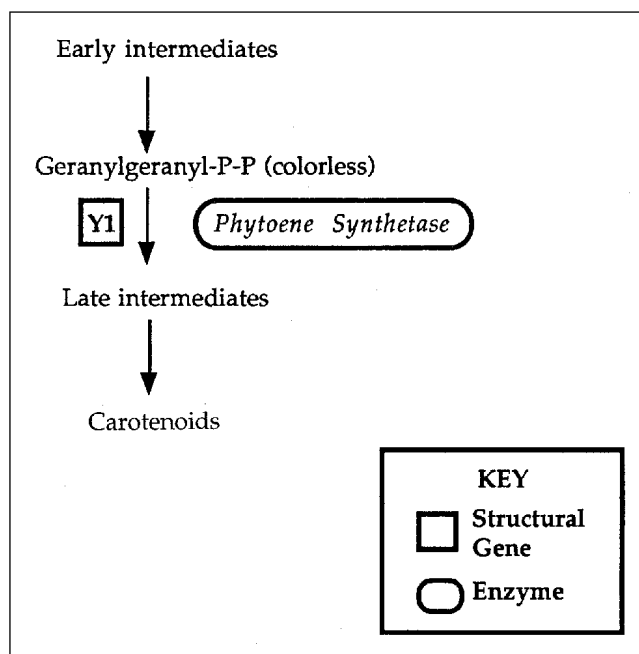 Early intermediates
Geranylgeranyl-P-P (colorless)
Y1
Phytoene Synthetase
Late intermediates
Carotenoids
KEY
Structural
Gene
Enzyme